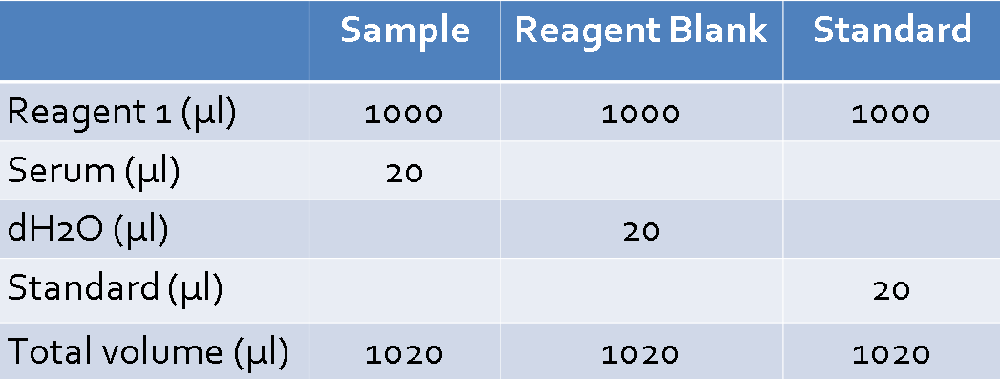 Sample Reagent Blank Standard
Reagent 1 (µl) 1000 1000 1000
Serum (µl) 20
dH2O (µl) 20
Standard (µl) 20
Total volume (µl) 1020 1020 1020